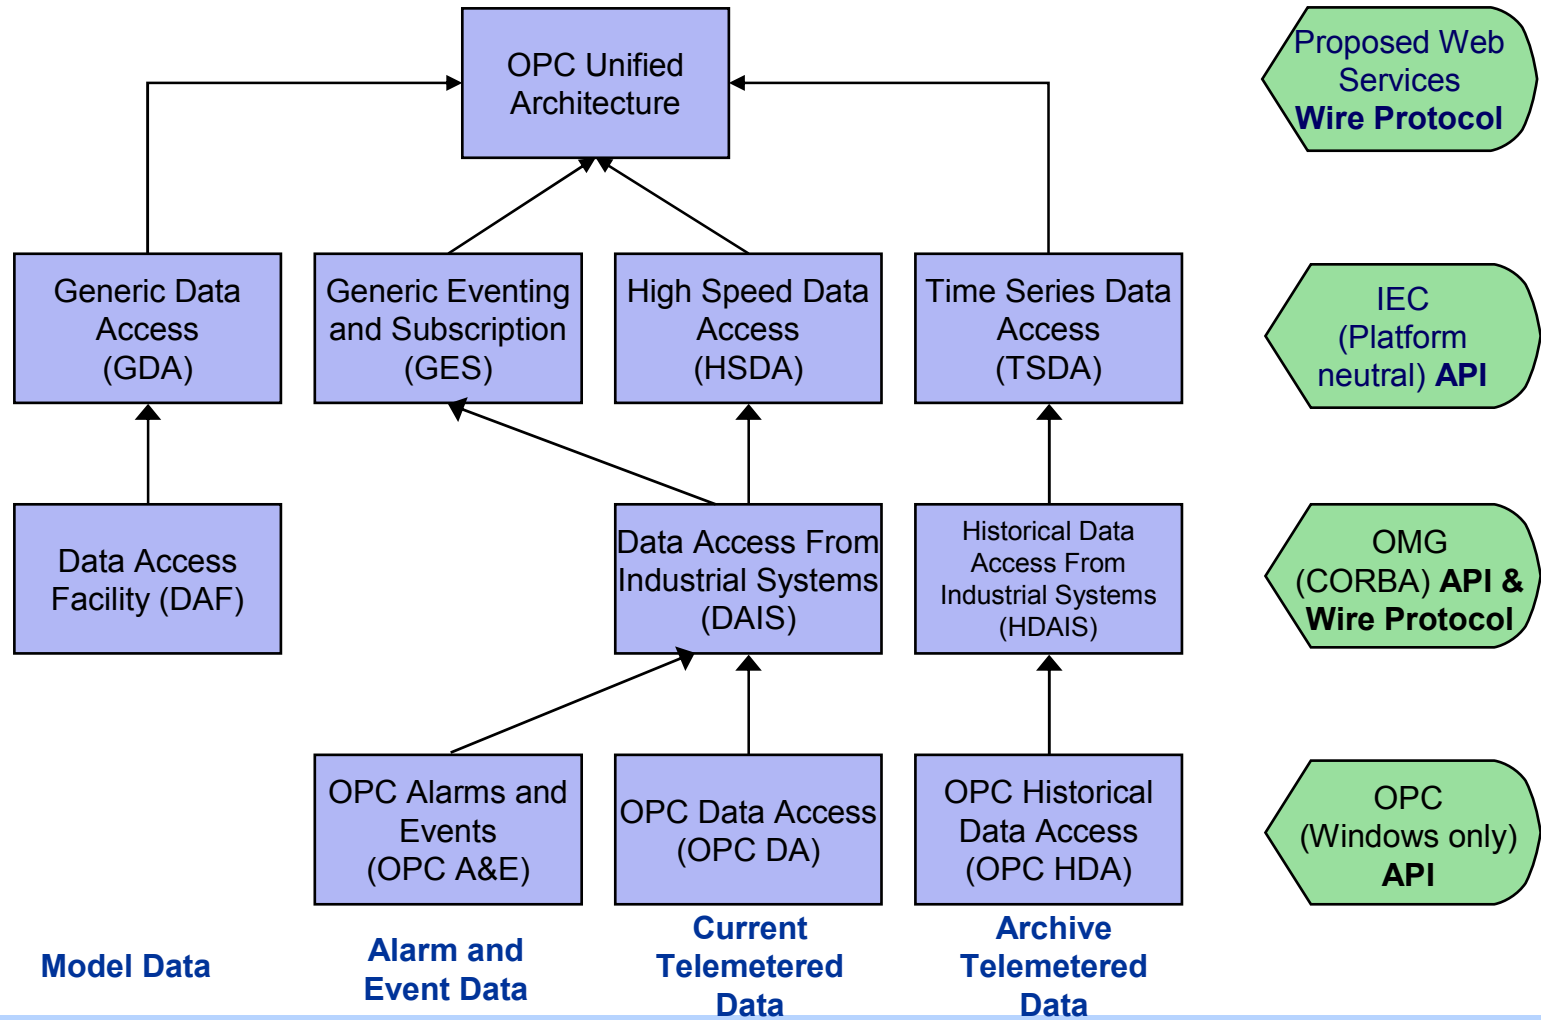 OPC Unified
Architecture
Proposed Web
Services
Wire Protocol
Generic Data
Access
(GDA)
Generic Eventing
and Subscription
(GES)
High Speed Data
Access
(HSDA)
Time Series Data
Access
(TSDA)
IEC
(Platform
neutral) API
Data Access
Facility (DAF)
Data Access From
Industrial Systems
(DAIS)
Historical Data
Access From
Industrial Systems
(HDAIS)
OMG
(CORBA) API &
Wire Protocol
OPC Alarms and
Events
(OPC A&E)
OPC Data Access
(OPC DA)
OPC Historical
Data Access
(OPC HDA)
OPC
(Windows only)
API
Model Data
Alarm and
Event Data
Current
Telemetered
Data
Archive
Telemetered
Data